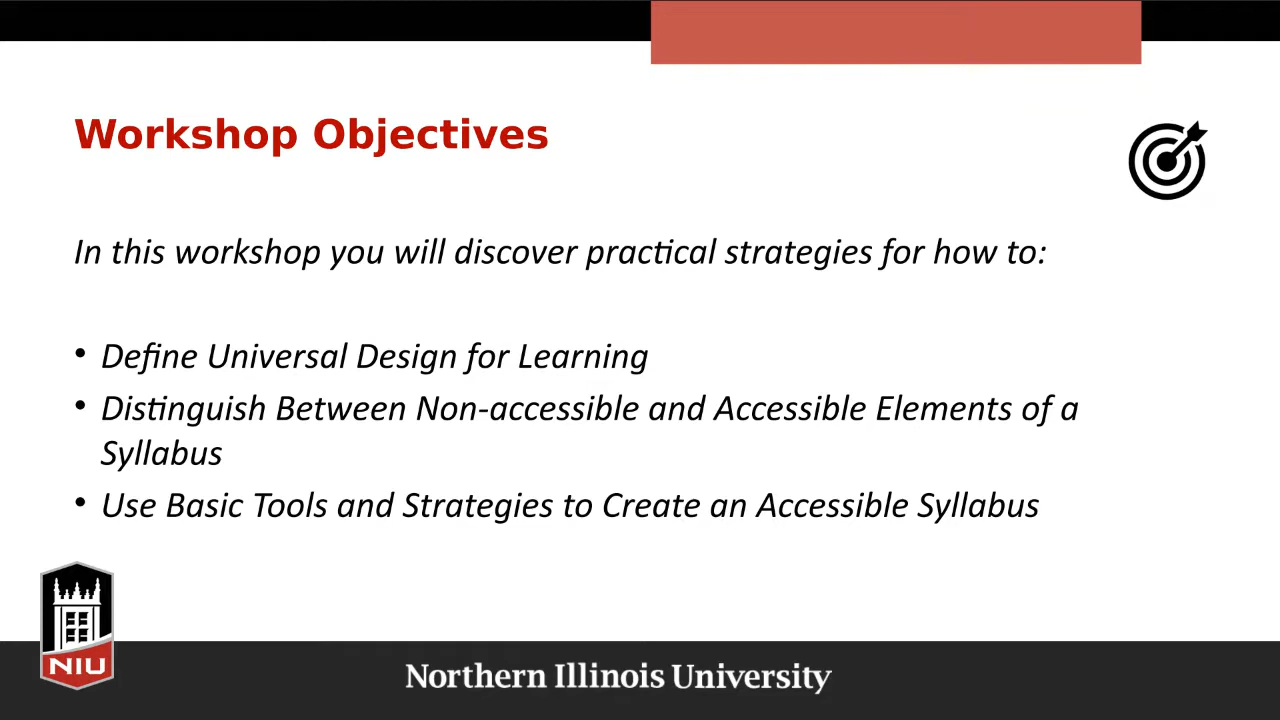 Workshop Objectives
In this workshop you will discover practical strategies for how to:
• Define Universal Design for Learning
• Distinguish Between Non-accessible and Accessible Elements of a
Syllabus
• Use Basic Tools and Strategies to Create an Accessible Syllabus
NIU
Northern Illinois University